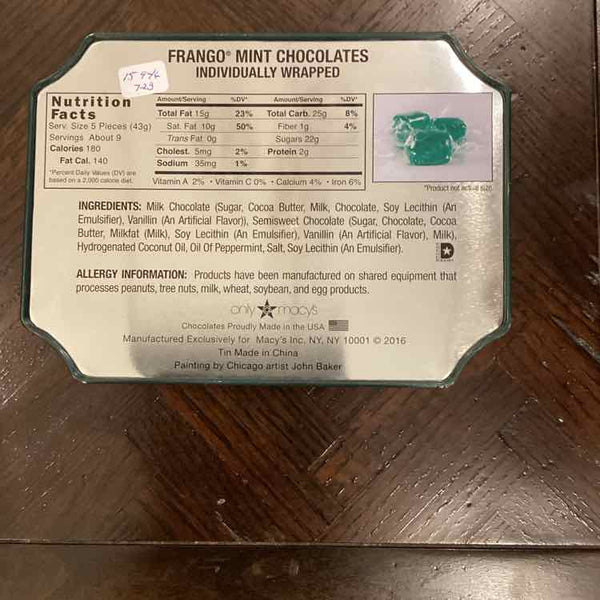 FRANGO® MINT CHOCOLATES
INDIVIDUALLY WRAPPED
7-23
Nutrition
Facts
Serv. Size 5 Pieces (43g)
Servings About 9
Calories 180
Fat Cal. 140
*Percent Daily Values (DV) are
based on a 2,000 calorie diet.
Amount/Serving %DV* Amount/Serving %DV*
Total Fat 15g 23% Total Carb. 25g 8%
Sat. Fat 10g 50% Fiber 1g 4%
Trans Fat 0g Sugars 22g
Cholest. 5mg 2% Protein 2g
Sodium 35mg 1%
Vitamin A 2% • Vitamin C 0% • Calcium 4% • Iron 6%
*Product not actual size
INGREDIENTS: Milk Chocolate (Sugar, Cocoa Butter, Milk, Chocolate, Soy Lecithin (An
Emulsifier), Vanillin (An Artificial Flavor)), Semisweet Chocolate (Sugar, Chocolate, Cocoa
Butter, Milkfat (Milk), Soy Lecithin (An Emulsifier), Vanillin (An Artificial Flavor), Milk),
Hydrogenated Coconut Oil, Oil Of Peppermint, Salt, Soy Lecithin (An Emulsifier).
D
ALLERGY INFORMATION: Products have been manufactured on shared equipment that
processes peanuts, tree nuts, milk, wheat, soybean, and egg products.
only macy's
Chocolates Proudly Made in the USA
Manufactured Exclusively for Macy's Inc. NY, NY 10001 © 2016
Tin Made in China
Painting by Chicago artist John Baker